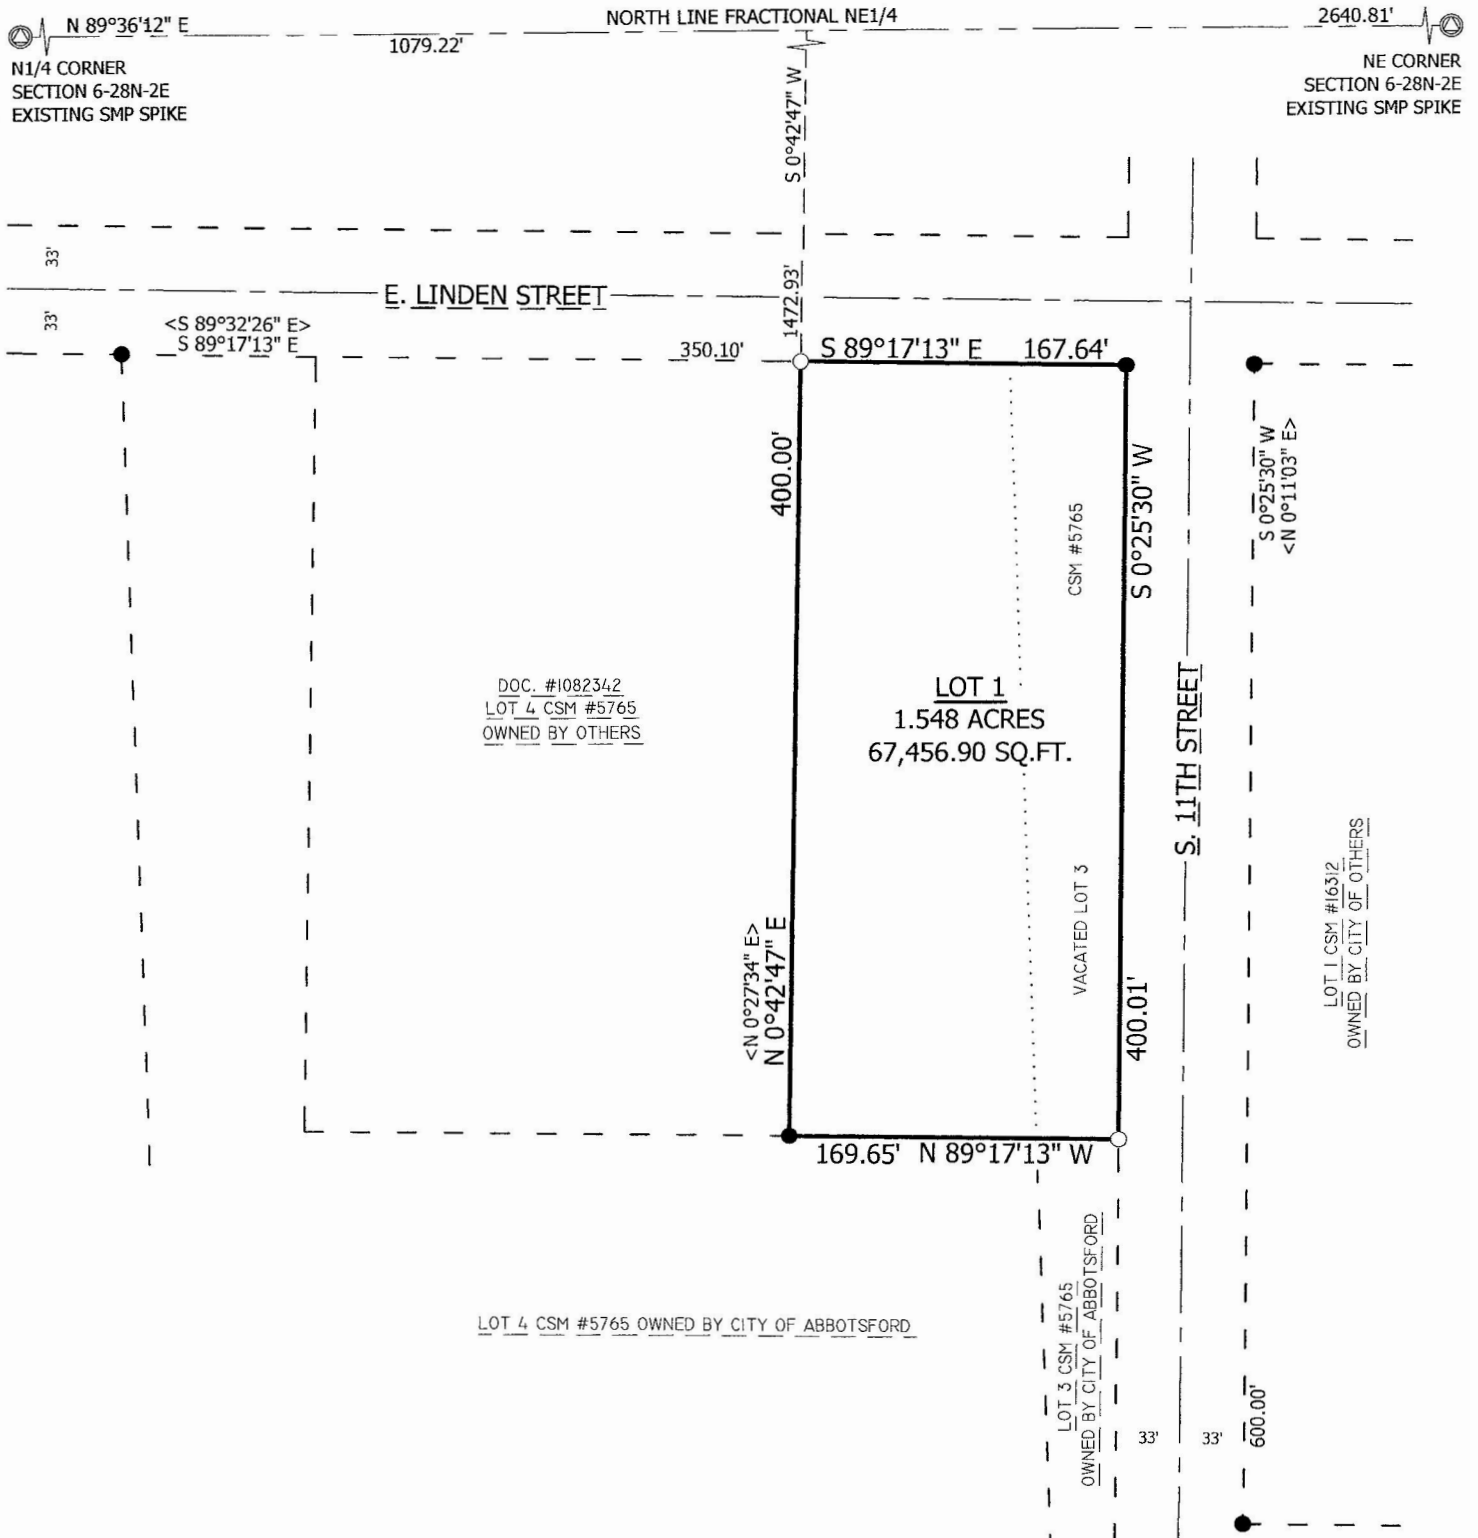 N 89°36'12" E
NORTH LINE FRACTIONAL NE1/4
2640.81'
1079.22'
N1/4 CORNER
SECTION 6-28N-2E
EXISTING SMP SPIKE
NE CORNER
SECTION 6-28N-2E
EXISTING SMP SPIKE
S 0°42'47" W
1472.93'
33'
33'
E. LINDEN STREET
<S 89°32'26" E>
S 89°17'13" E
350.10'
S 89°17'13" E
167.64'
400.00'
S 0°25'30" W
CSM #5765
S 0°25'30" W
<N 0°11'03" E>
DOC. #1082342
LOT 4 CSM #5765
OWNED BY OTHERS
LOT 1
1.548 ACRES
67,456.90 SQ.FT.
S. 11TH STREET
VACATED LOT 3
LOT 1 CSM #16312
OWNED BY CITY OF OTHERS
<N 0°27'34" E>
N 0°42'47" E
400.01'
169.65'
N 89°17'13" W
LOT 4 CSM #5765 OWNED BY CITY OF ABBOTSFORD
LOT 3 CSM #5765
OWNED BY CITY OF ABBOTSFORD
33'
33'
600.00'